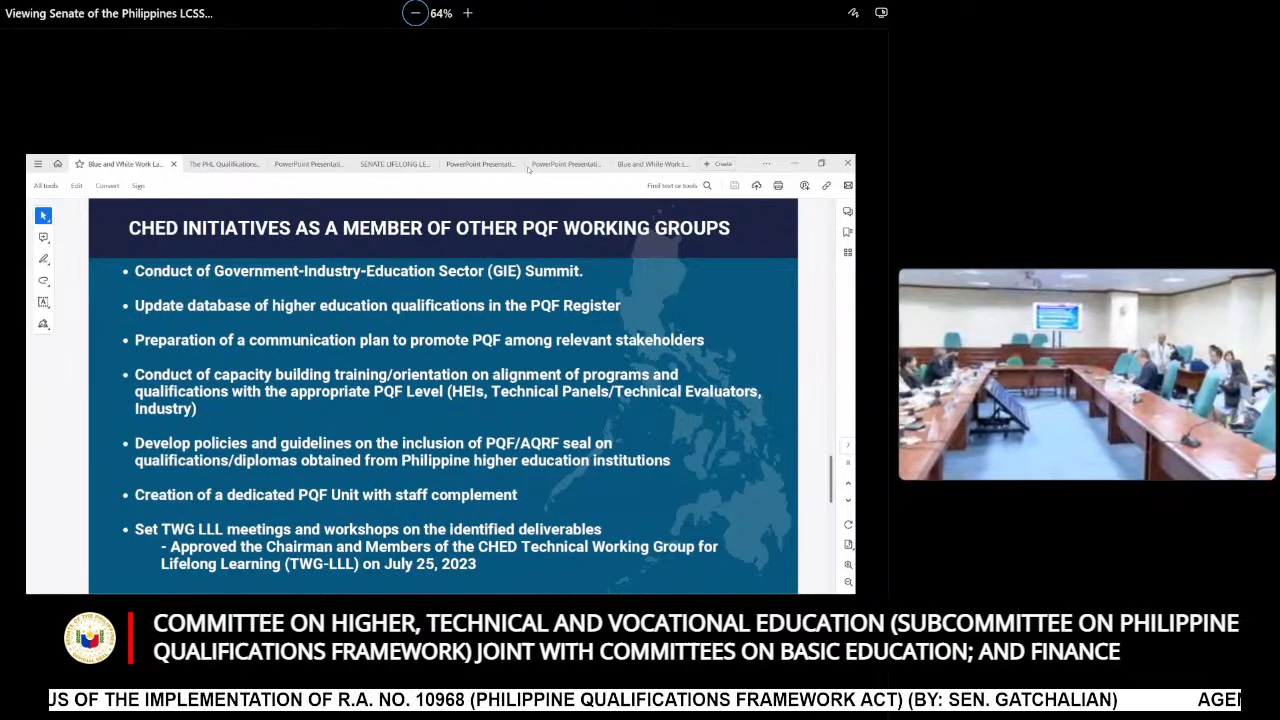 Viewing Senate of the Philippines LCSS...
64%
Blue and White Work La...
The PHL Qualifications...
PowerPoint Presentati...
SENATE LIFELONG LE...
PowerPoint Presentati...
PowerPoint Presentati...
Blue and White Work L...
Create
All tools
Edit
Convert
Sign
Find text or tools
CHED INITIATIVES AS A MEMBER OF OTHER PQF WORKING GROUPS
• Conduct of Government-Industry-Education Sector (GIE) Summit.
• Update database of higher education qualifications in the PQF Register
• Preparation of a communication plan to promote PQF among relevant stakeholders
• Conduct of capacity building training/orientation on alignment of programs and
qualifications with the appropriate PQF Level (HEIs, Technical Panels/Technical Evaluators,
Industry)
• Develop policies and guidelines on the inclusion of PQF/AQRF seal on
qualifications/diplomas obtained from Philippine higher education institutions
• Creation of a dedicated PQF Unit with staff complement
• Set TWG LLL meetings and workshops on the identified deliverables
- Approved the Chairman and Members of the CHED Technical Working Group for
Lifelong Learning (TWG-LLL) on July 25, 2023
7
8
COMMITTEE ON HIGHER, TECHNICAL AND VOCATIONAL EDUCATION (SUBCOMMITTEE ON PHILIPPINE
QUALIFICATIONS FRAMEWORK) JOINT WITH COMMITTEES ON BASIC EDUCATION; AND FINANCE
US OF THE IMPLEMENTATION OF R.A. NO. 10968 (PHILIPPINE QUALIFICATIONS FRAMEWORK ACT) (BY: SEN. GATCHALIAN) AGEN